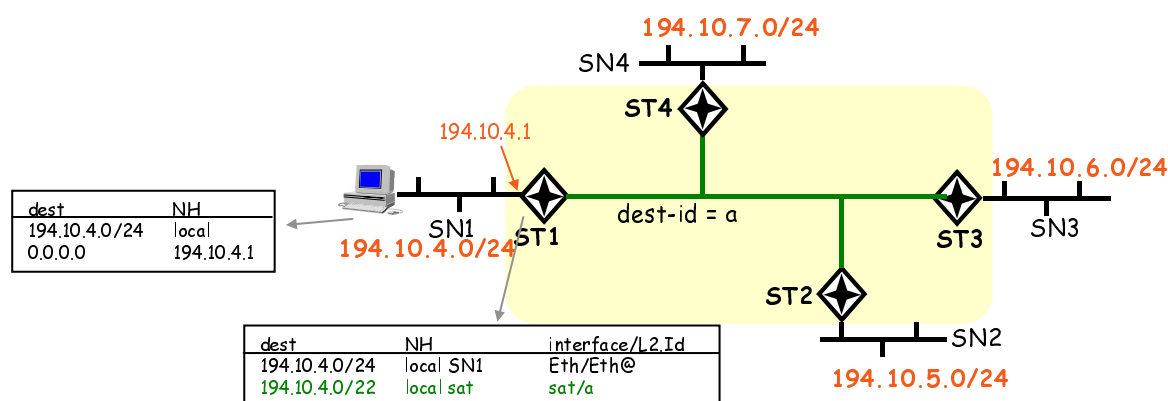 194.10.7.0/24
SN4
ST4
194.10.4.1
194.10.6.0/24
dest NH
194.10.4.0/24 local
0.0.0.0 194.10.4.1
SN1
194.10.4.0/24
ST1
dest-id = a
ST3
SN3
ST2
SN2
194.10.5.0/24
dest NH interface/L2.Id
194.10.4.0/24 local SN1 Eth/Eth@
194.10.4.0/22 local sat sat/a